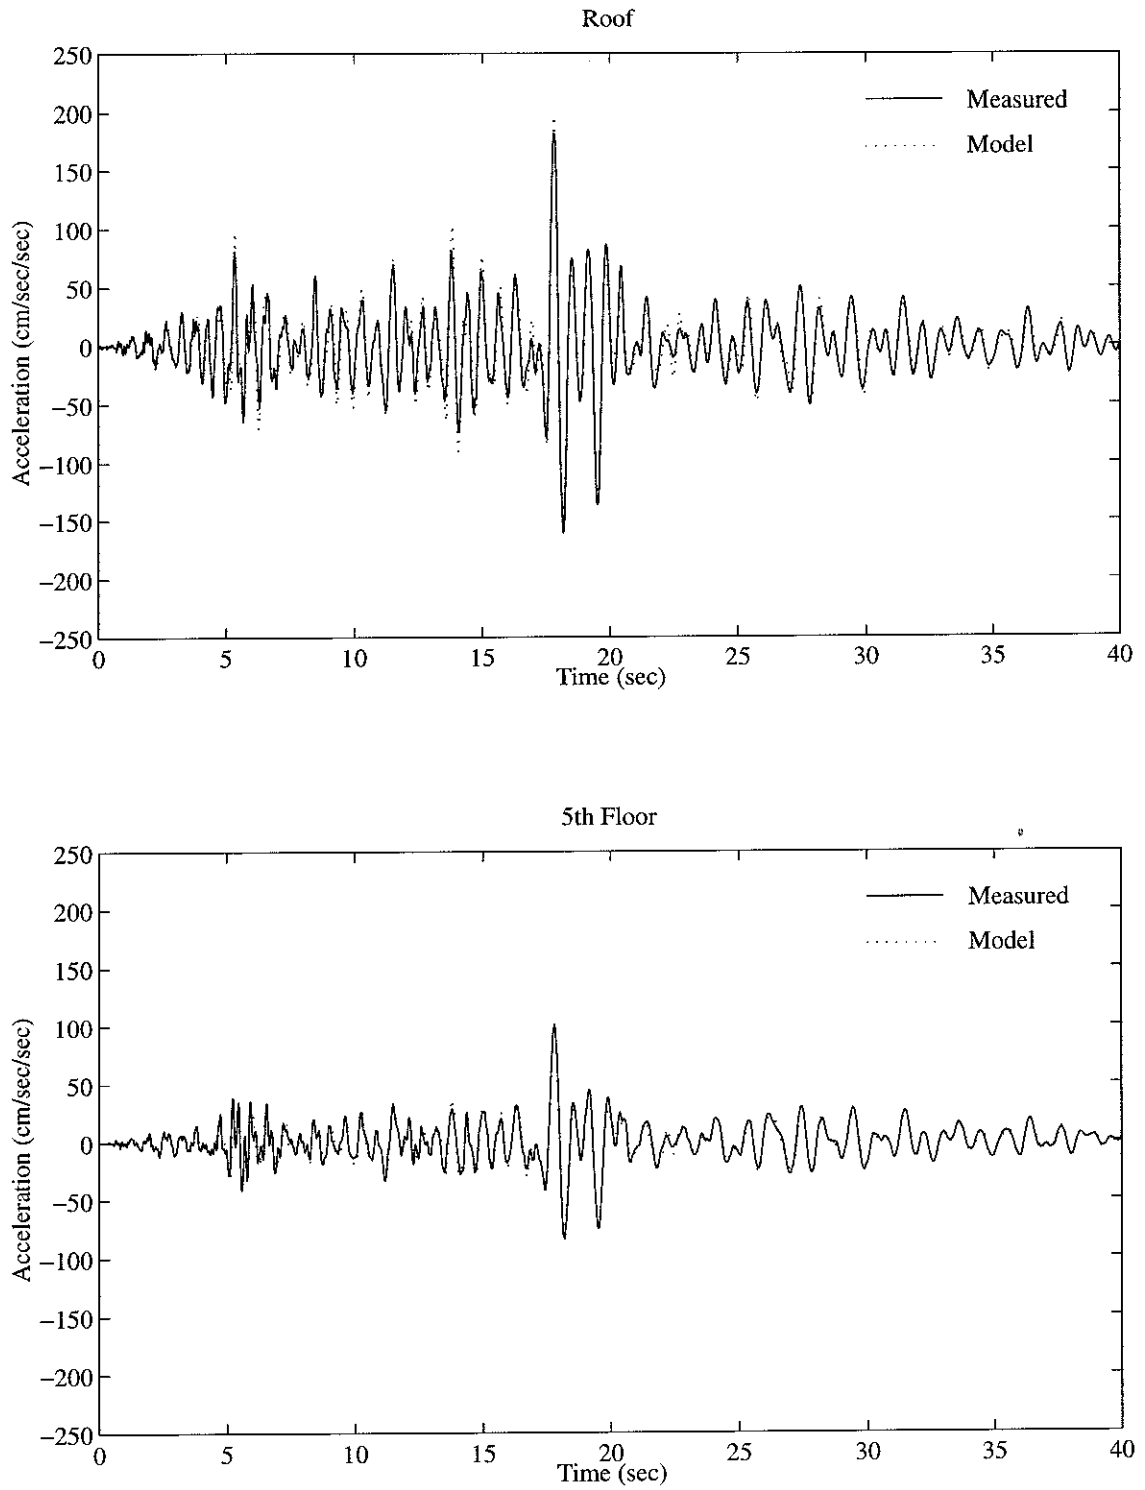 Roof
250
200
150
100
50
0
−50
−100
−150
−200
−250
Acceleration (cm/sec/sec)
Measured
Model
0 5 10 15 20 25 30 35 40
Time (sec)
5th Floor
250
200
150
100
50
0
−50
−100
−150
−200
−250
Acceleration (cm/sec/sec)
Measured
Model
0 5 10 15 20 25 30 35 40
Time (sec)